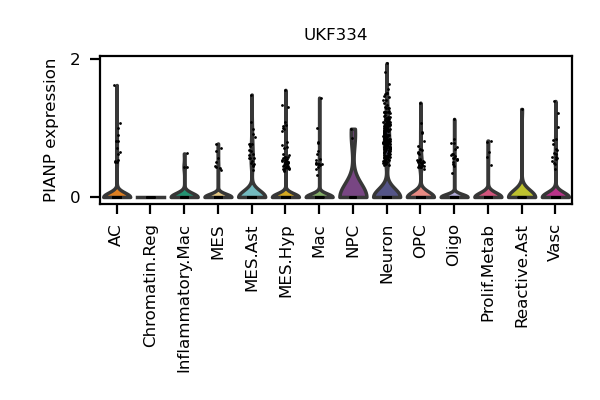 UKF334
PIANP expression
2
0
AC
Chromatin.Reg
Inflammatory.Mac
MES
MES.Ast
MES.Hyp
Mac
NPC
Neuron
OPC
Oligo
Prolif.Metab
Reactive.Ast
Vasc